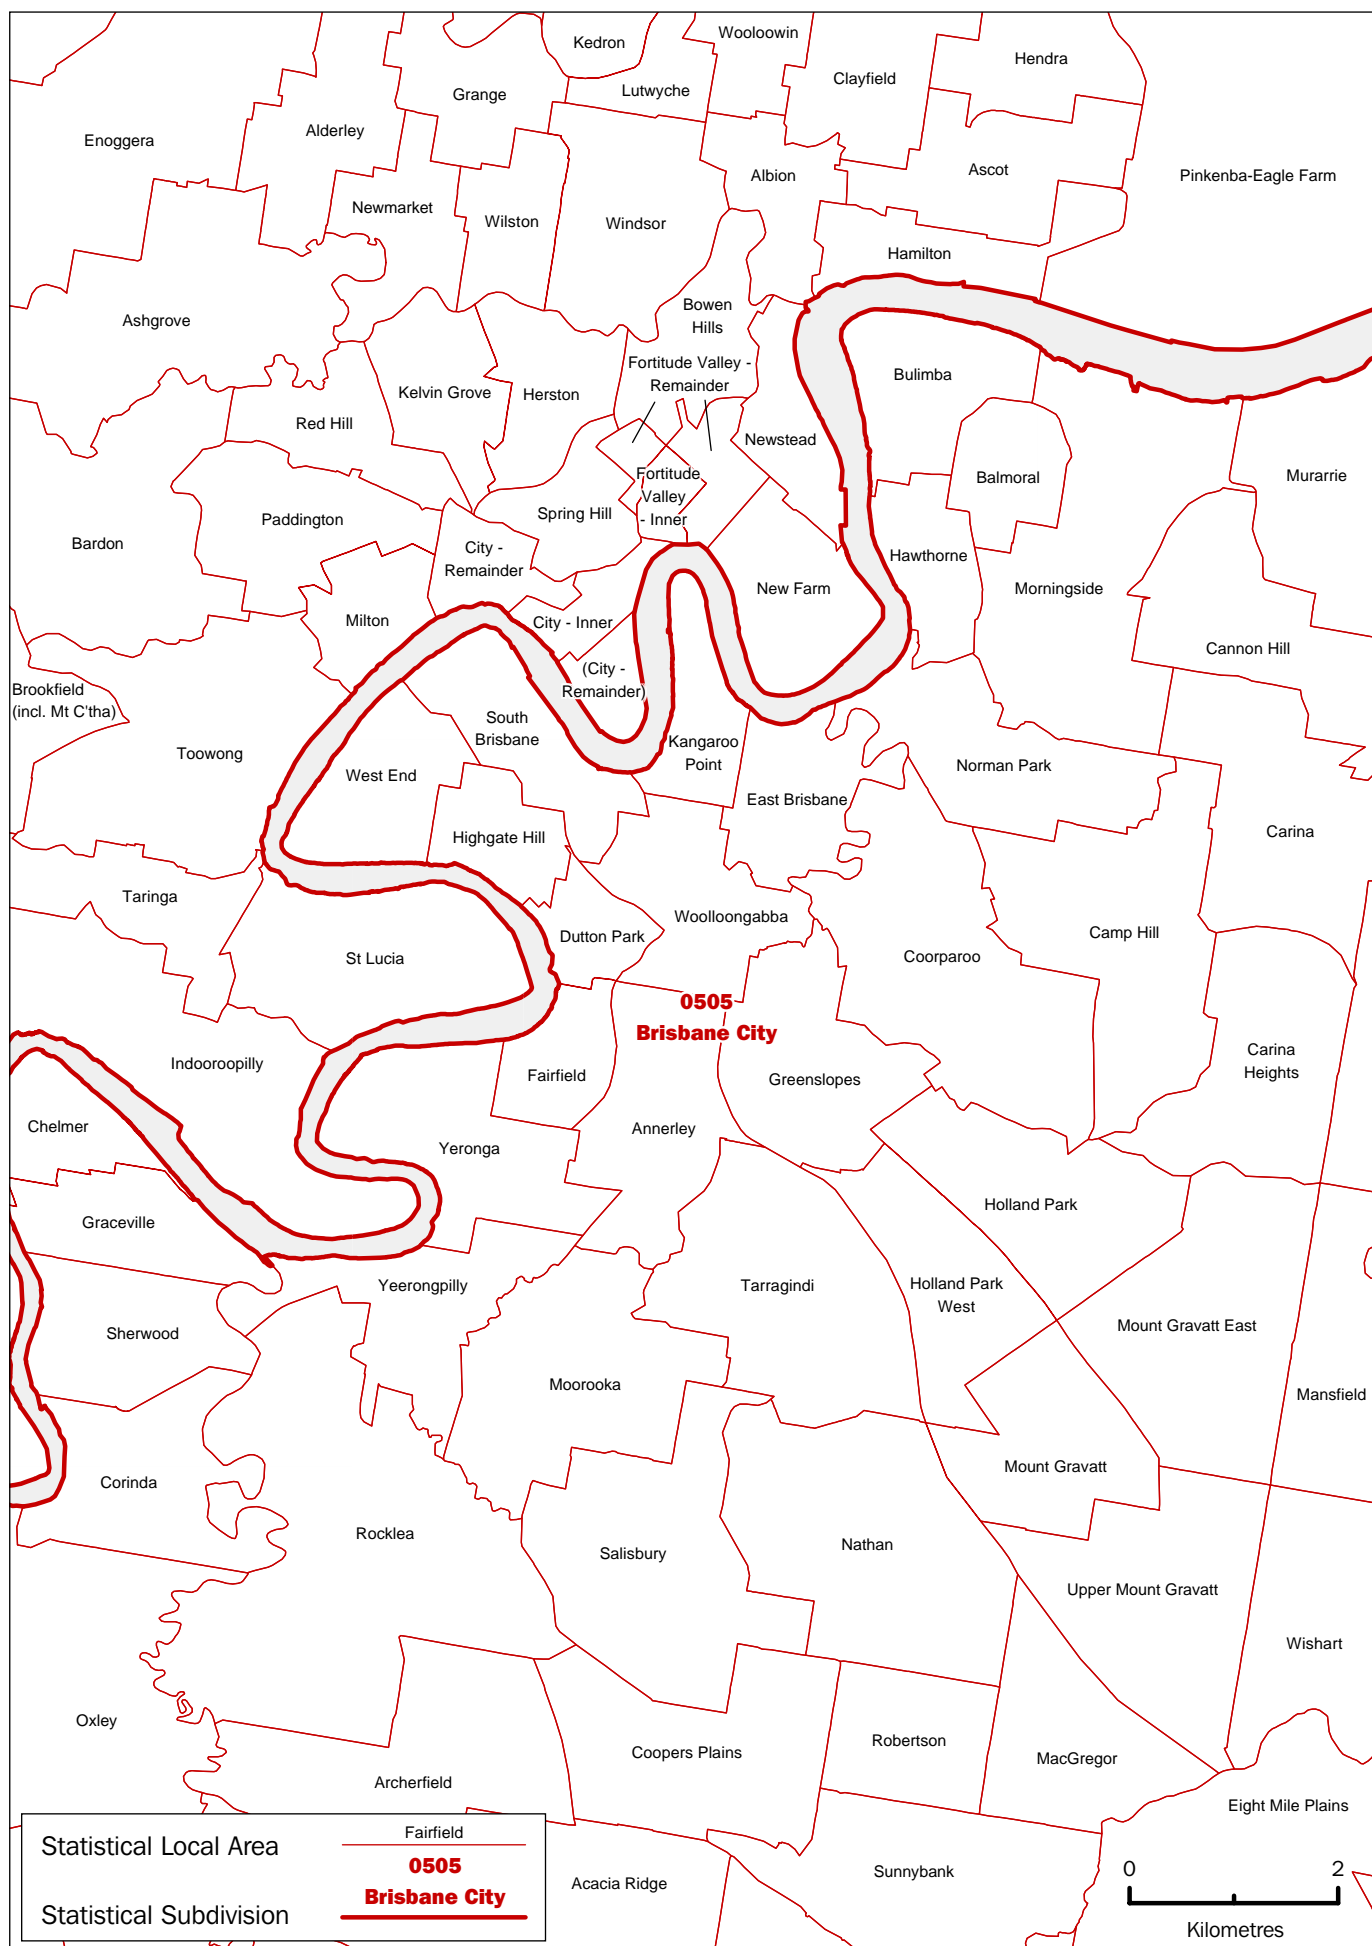 Kedron
Wooloowin
Hendra
Clayfield
Grange
Lutwyche
Enoggera
Alderley
Albion
Ascot
Pinkenba-Eagle Farm
Newmarket
Wilston
Windsor
Hamilton
Ashgrove
Bowen
Hills
Fortitude Valley -
Remainder
Bulimba
Kelvin Grove
Herston
Red Hill
Newstead
Balmoral
Murarrie
Fortitude
Valley
- Inner
Paddington
Spring Hill
Bardon
City -
Remainder
Hawthorne
New Farm
Morningside
Milton
City - Inner
Cannon Hill
(City -
Remainder)
Brookfield
(incl. Mt C'tha)
South
Brisbane
Toowong
Kangaroo
Point
West End
Norman Park
East Brisbane
Highgate Hill
Carina
Taringa
Woolloongabba
Dutton Park
Camp Hill
St Lucia
Coorparoo
0505
Brisbane City
Indooroopilly
Carina
Heights
Fairfield
Greenslopes
Chelmer
Annerley
Yeronga
Holland Park
Graceville
Yeerongpilly
Tarragindi
Holland Park
West
Sherwood
Mount Gravatt East
Moorooka
Mansfield
Corinda
Mount Gravatt
Rocklea
Salisbury
Nathan
Upper Mount Gravatt
Wishart
Oxley
Coopers Plains
Robertson
MacGregor
Archerfield
Eight Mile Plains
Sunnybank
Acacia Ridge
Statistical Local Area
Fairfield
0505
Brisbane City
Statistical Subdivision
0 2
Kilometres